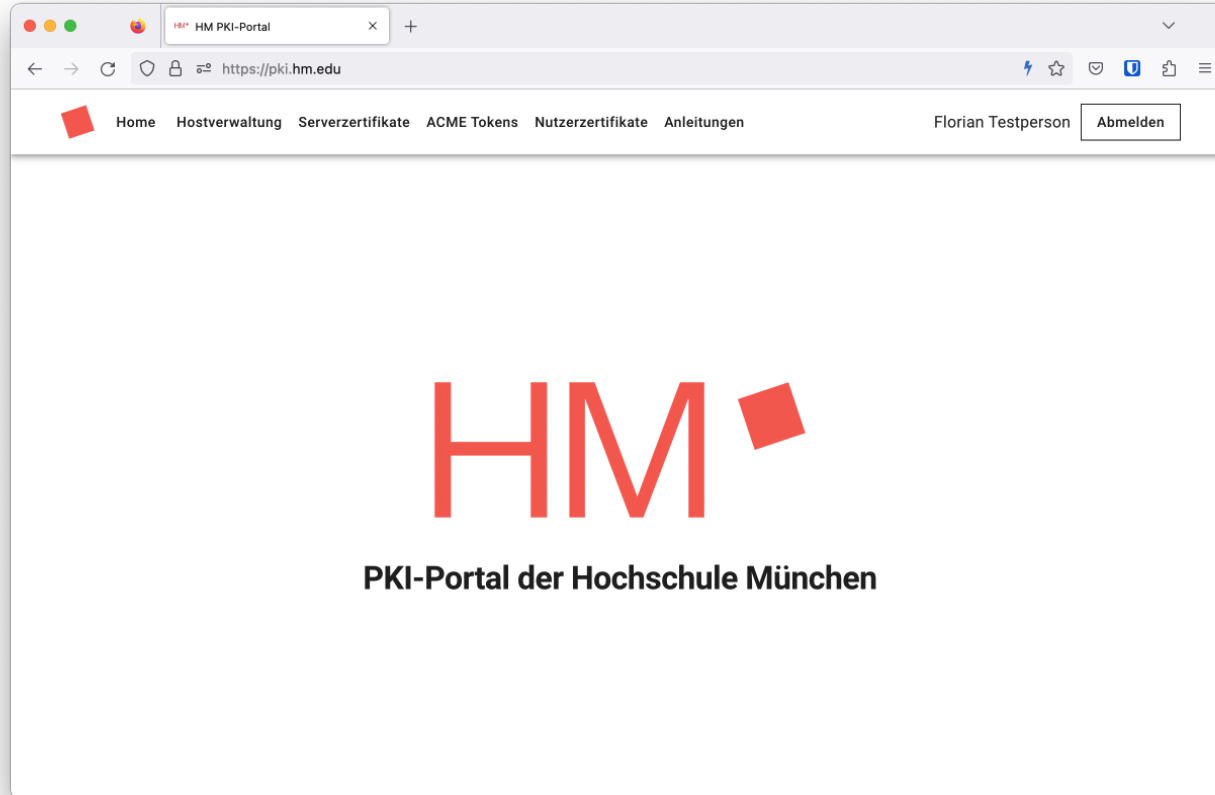 HM HM PKI-Portal
https://pki.hm.edu
Home Hostverwaltung Serverzertifikate ACME Tokens Nutzerzertifikate Anleitungen Florian Testperson Abmelden
HM
PKI-Portal der Hochschule München